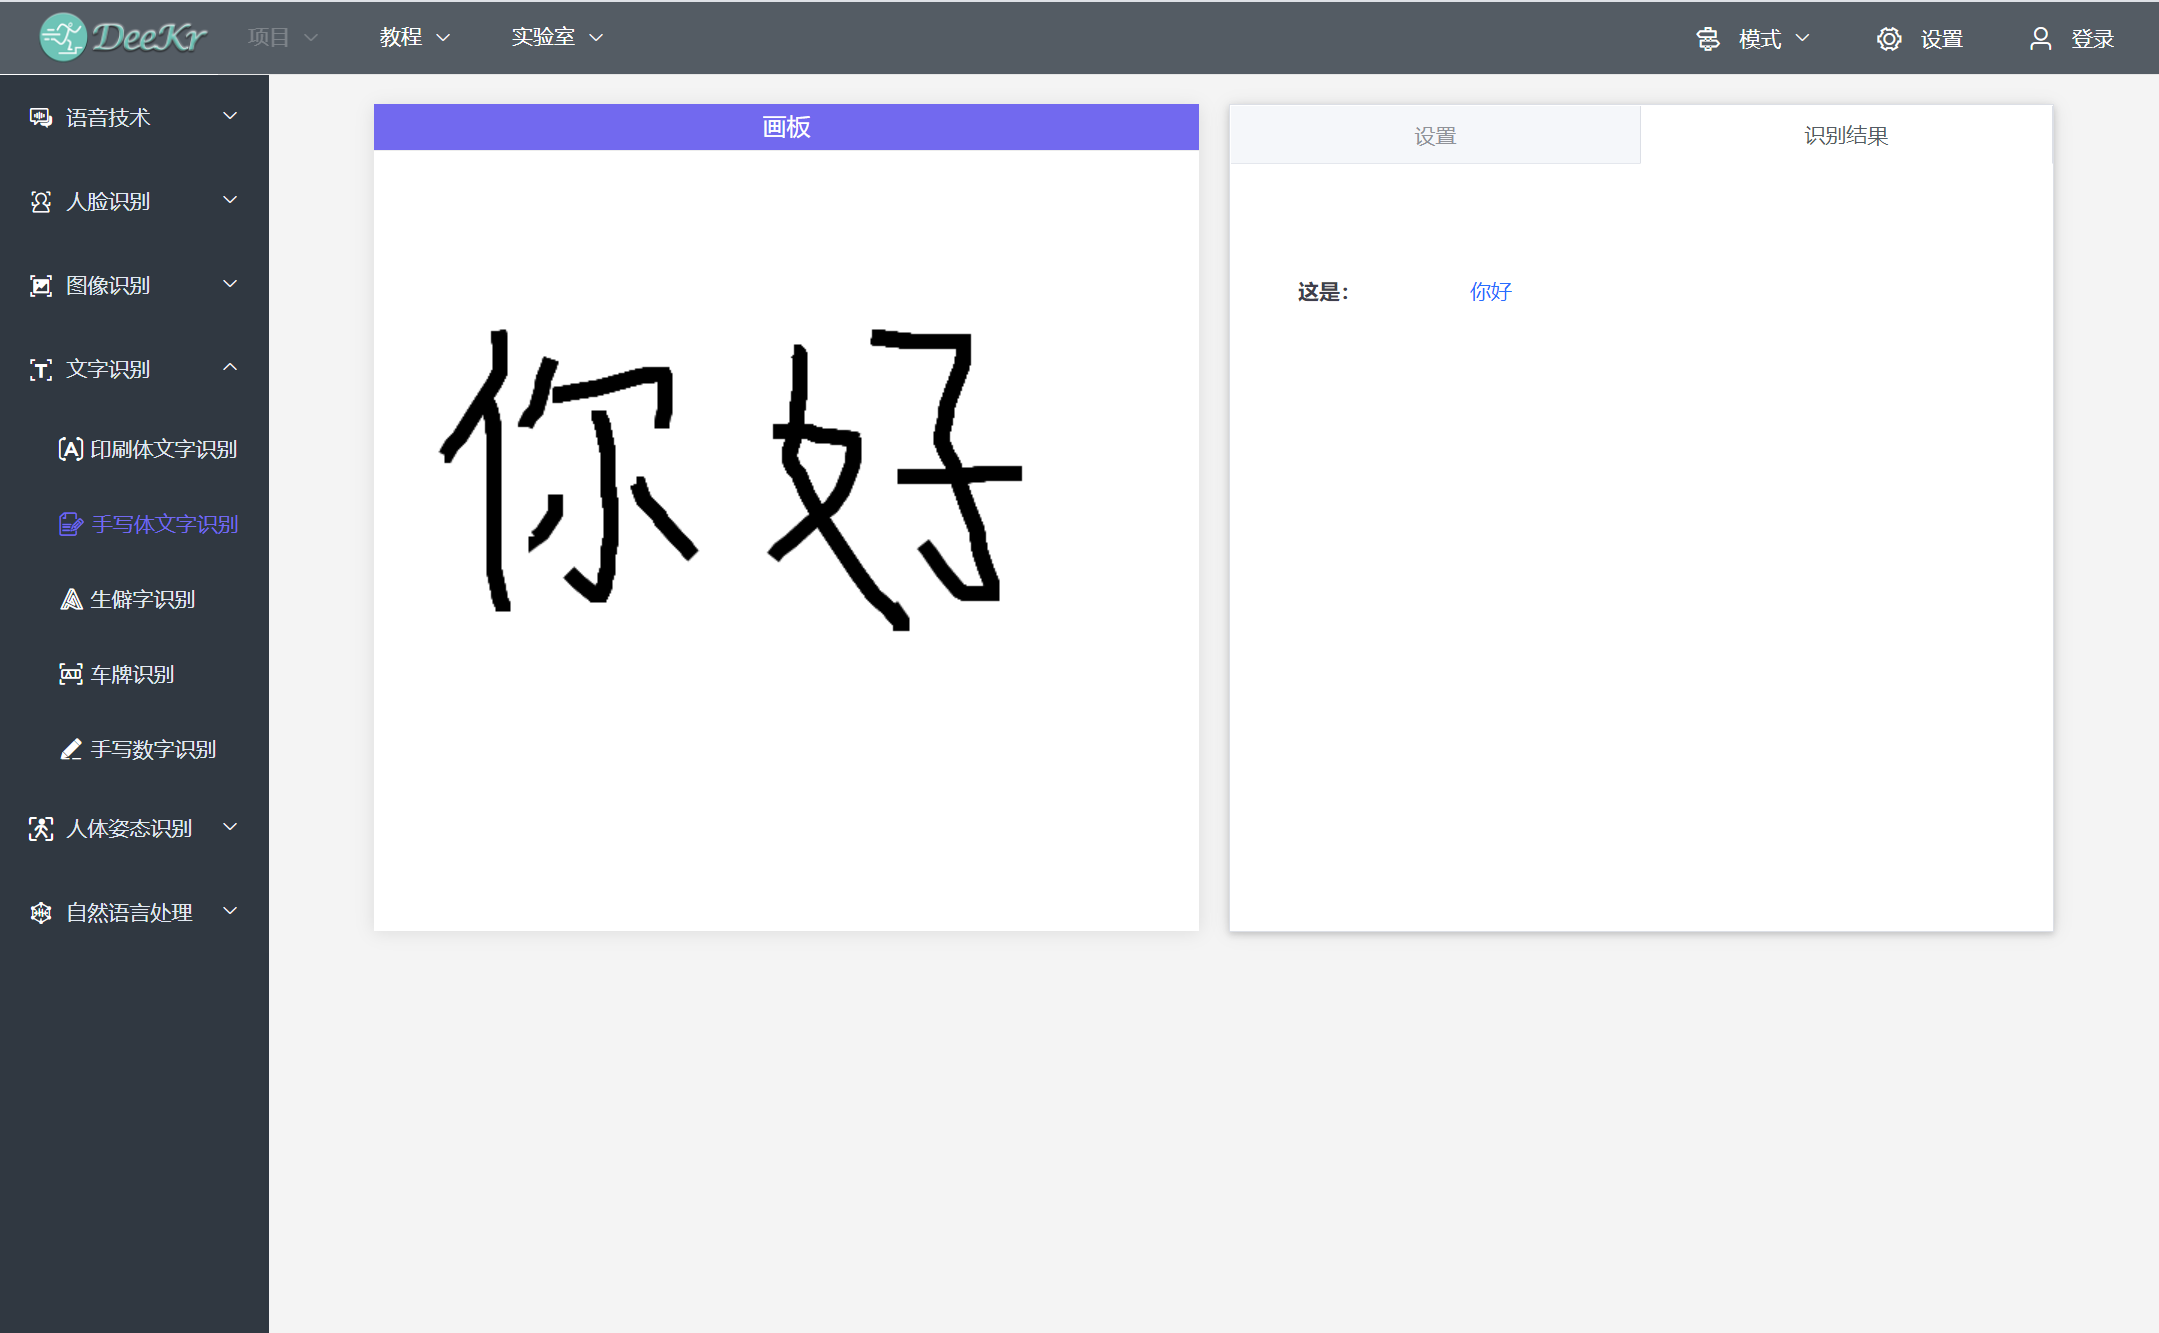 DeeKr 项目 教程 实验室 模式 设置 登录
语音技术
人脸识别
图像识别
文字识别
印刷体文字识别
手写体文字识别
生僻字识别
车牌识别
手写数字识别
人体姿态识别
自然语言处理
画板
你好
设置 识别结果
这是： 你好